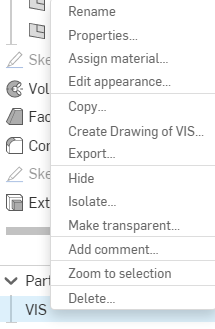 Rename
Properties...
Ske
Assign material...
Vol
Edit appearance...
Copy...
Fac
Create Drawing of VIS...
Con
Export...
Ske
Hide
Ext
Isolate...
Make transparent...
Add comment...
Zoom to selection
Part
Delete...
VIS